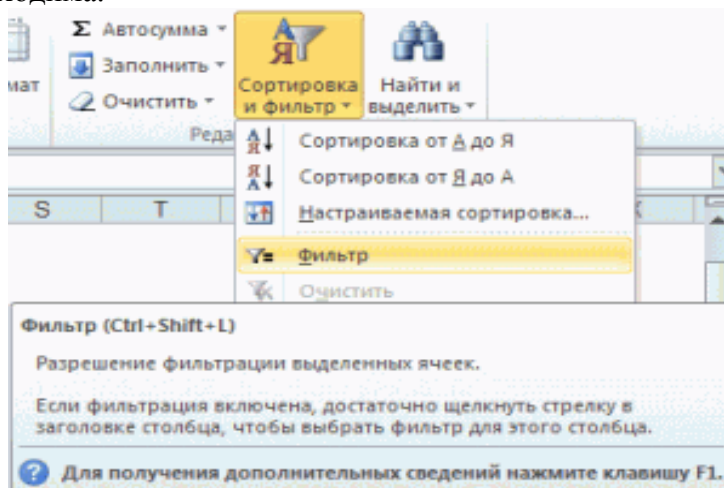 Σ Автосумма
Заполнить
Очистить
Сортировка
и фильтр
Найти и
выделить
мат
Реда
Сортировка от А до Я
Сортировка от Я до А
Настраиваемая сортировка...
Фильтр
Очистить
S T
Фильтр (Ctrl+Shift+L)
Разрешение фильтрации выделенных ячеек.
Если фильтрация включена, достаточно щелкнуть стрелку в
заголовке столбца, чтобы выбрать фильтр для этого столбца.
Для получения дополнительных сведений нажмите клавишу F1.